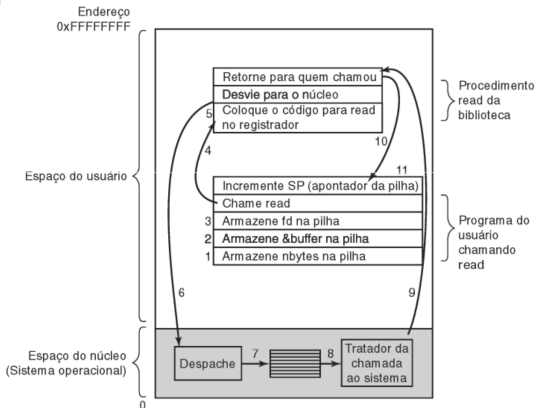 Endereço
0xFFFFFFFF
Retorne para quem chamou
Desvie para o núcleo
5
Coloque o código para read
no registrador
Procedimento
read da
biblioteca
4
10
Espaço do usuário
11
Incremente SP (apontador da pilha)
Chame read
3 Armazene fd na pilha
2 Armazene &buffer na pilha
1 Armazene nbytes na pilha
Programa do
usuário
chamando
read
6
9
Espaço do núcleo
(Sistema operacional)
Despache
7
8
Tratador da
chamada
ao sistema
0